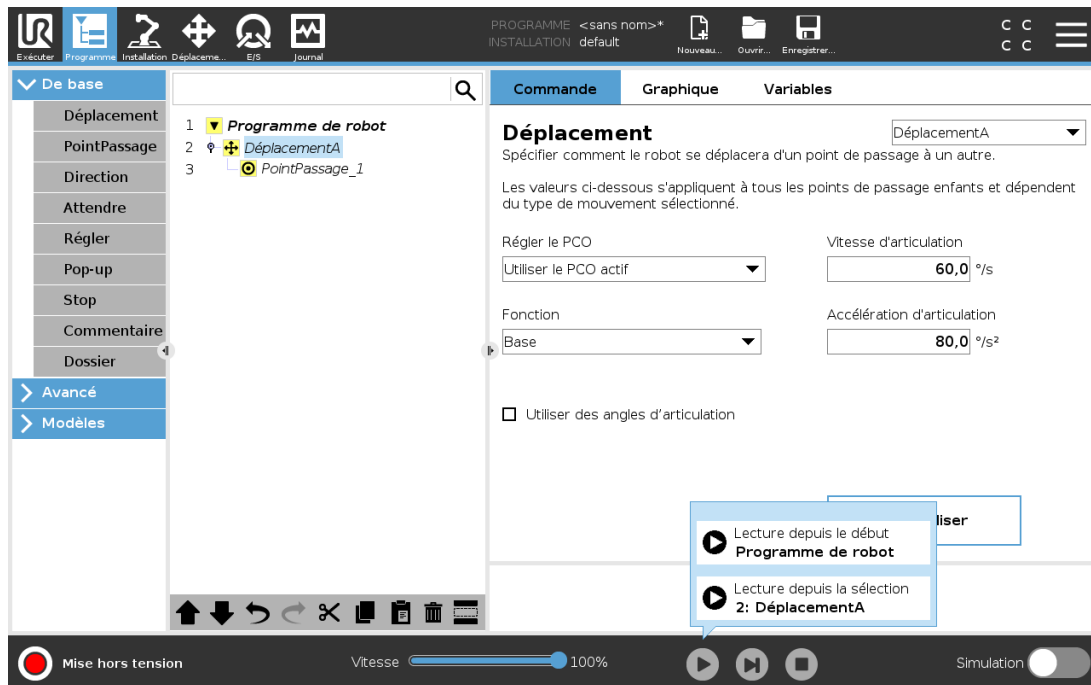 PROGRAMME <sans nom>*
INSTALLATION default
UR
Exécuter
Programme
Installation
Déplaceme...
E/S
Journal
Nouveau...
Ouvrir...
Enregistrer...
C C
C C
De base
Déplacement
PointPassage
Direction
Attendre
Régler
Pop-up
Stop
Commentaire
Dossier
Avancé
Modèles
1 Programme de robot
2 DéplacementA
3 PointPassage_1
Commande Graphique Variables
Déplacement
DéplacementA
Spécifier comment le robot se déplacera d'un point de passage à un autre.
Les valeurs ci-dessous s'appliquent à tous les points de passage enfants et dépendent
du type de mouvement sélectionné.
Régler le PCO
Vitesse d'articulation
Utiliser le PCO actif
60,0 °/s
Fonction
Accélération d'articulation
Base
80,0 °/s²
Utiliser des angles d'articulation
liser
Lecture depuis le début
Programme de robot
Lecture depuis la sélection
2: DéplacementA
Mise hors tension
Vitesse
100%
Simulation